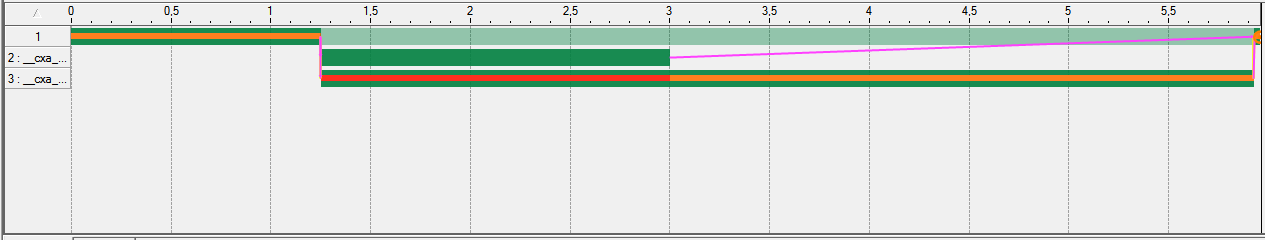 0 0,5 1 1,5 2 2,5 3 3,5 4 4,5 5 5,5
1
2 : __cxa_...
3 : __cxa_...